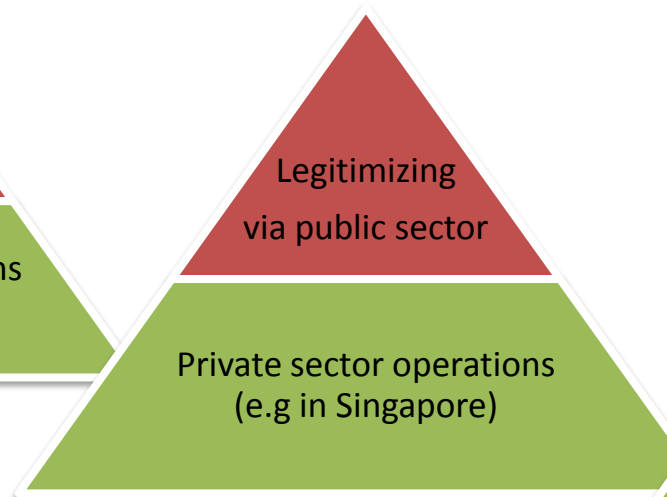 Legitimizing
via public sector
Private sector operations
(e.g in Singapore)